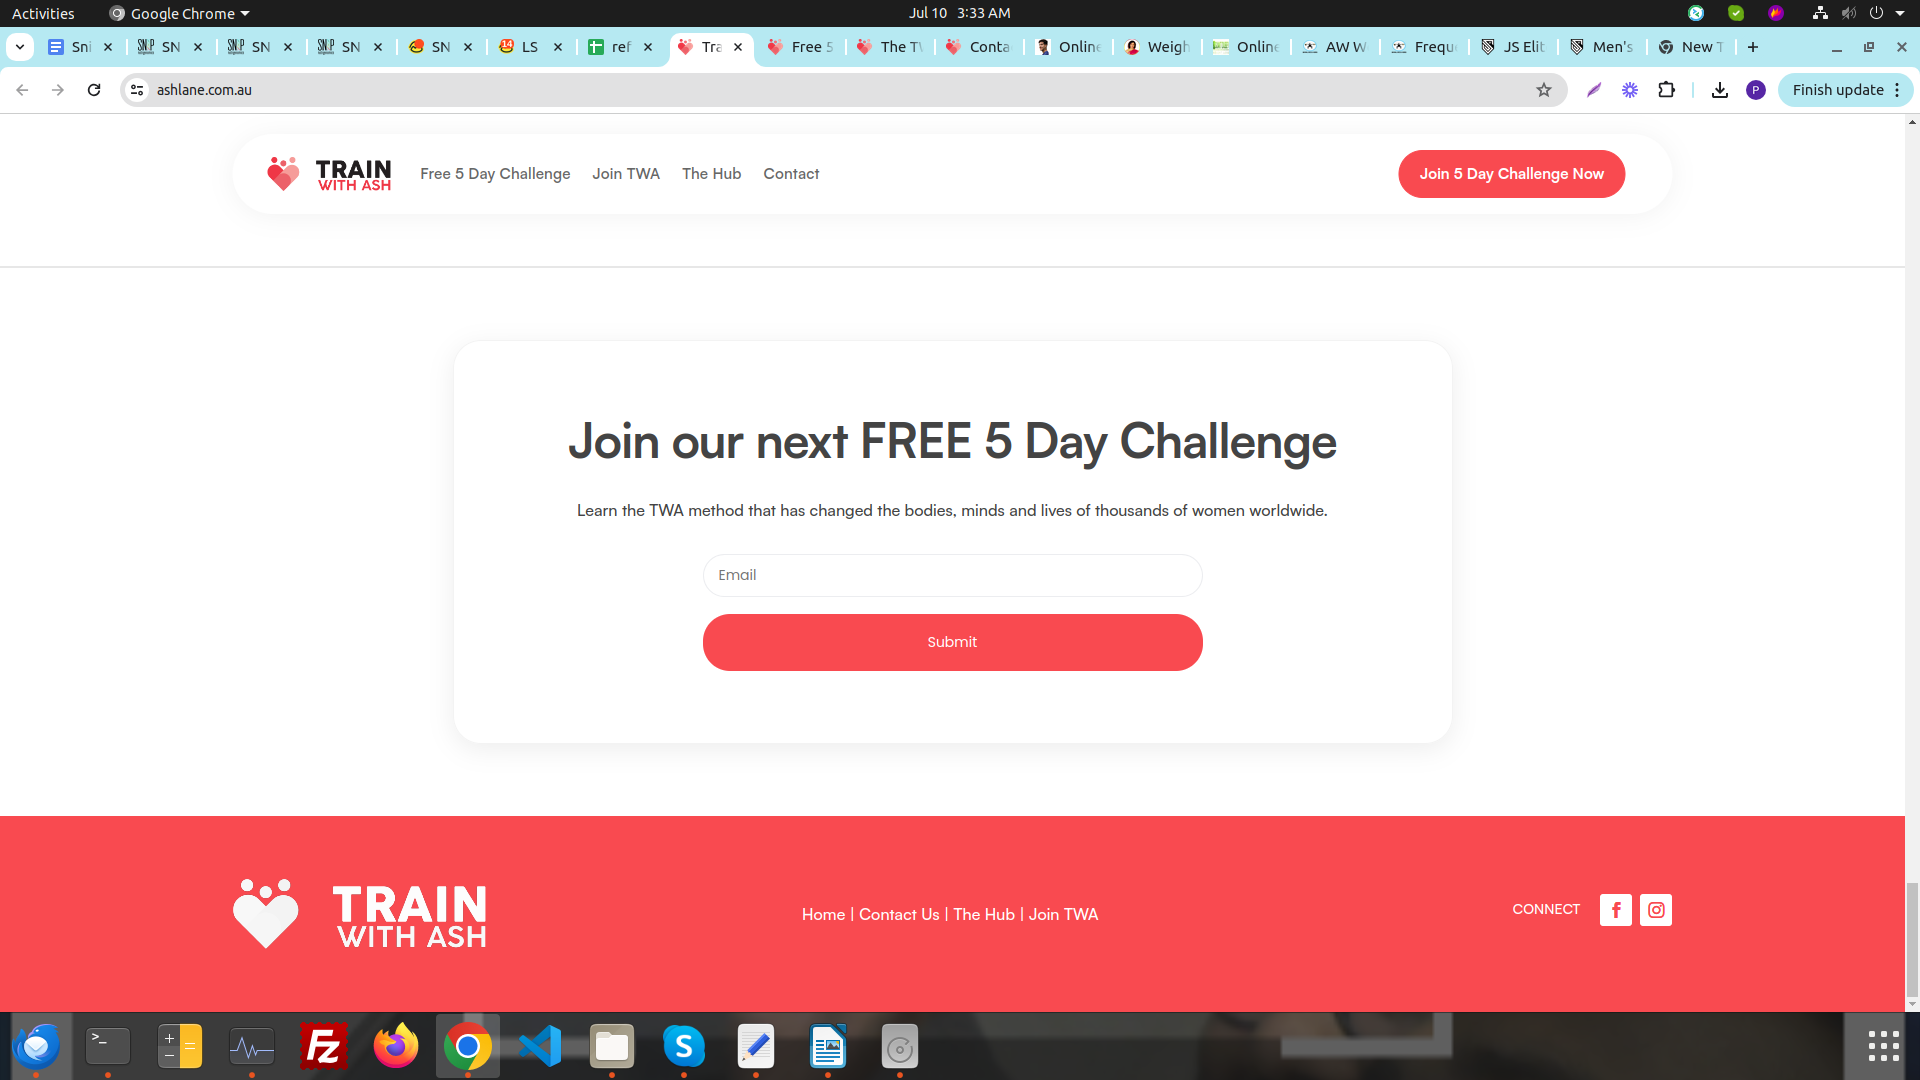 Activities Google Chrome Jul 10 3:33 AM
Sni SN SN SN SN LS ref Tra Free 5 The TV Conta Online Weigh Online AW W Frequ JS Elit Men's New T
ashlane.com.au Finish update
TRAIN
WITH ASH
Free 5 Day Challenge Join TWA The Hub Contact Join 5 Day Challenge Now
Join our next FREE 5 Day Challenge
Learn the TWA method that has changed the bodies, minds and lives of thousands of women worldwide.
Email
Submit
TRAIN
WITH ASH
Home | Contact Us | The Hub | Join TWA
CONNECT